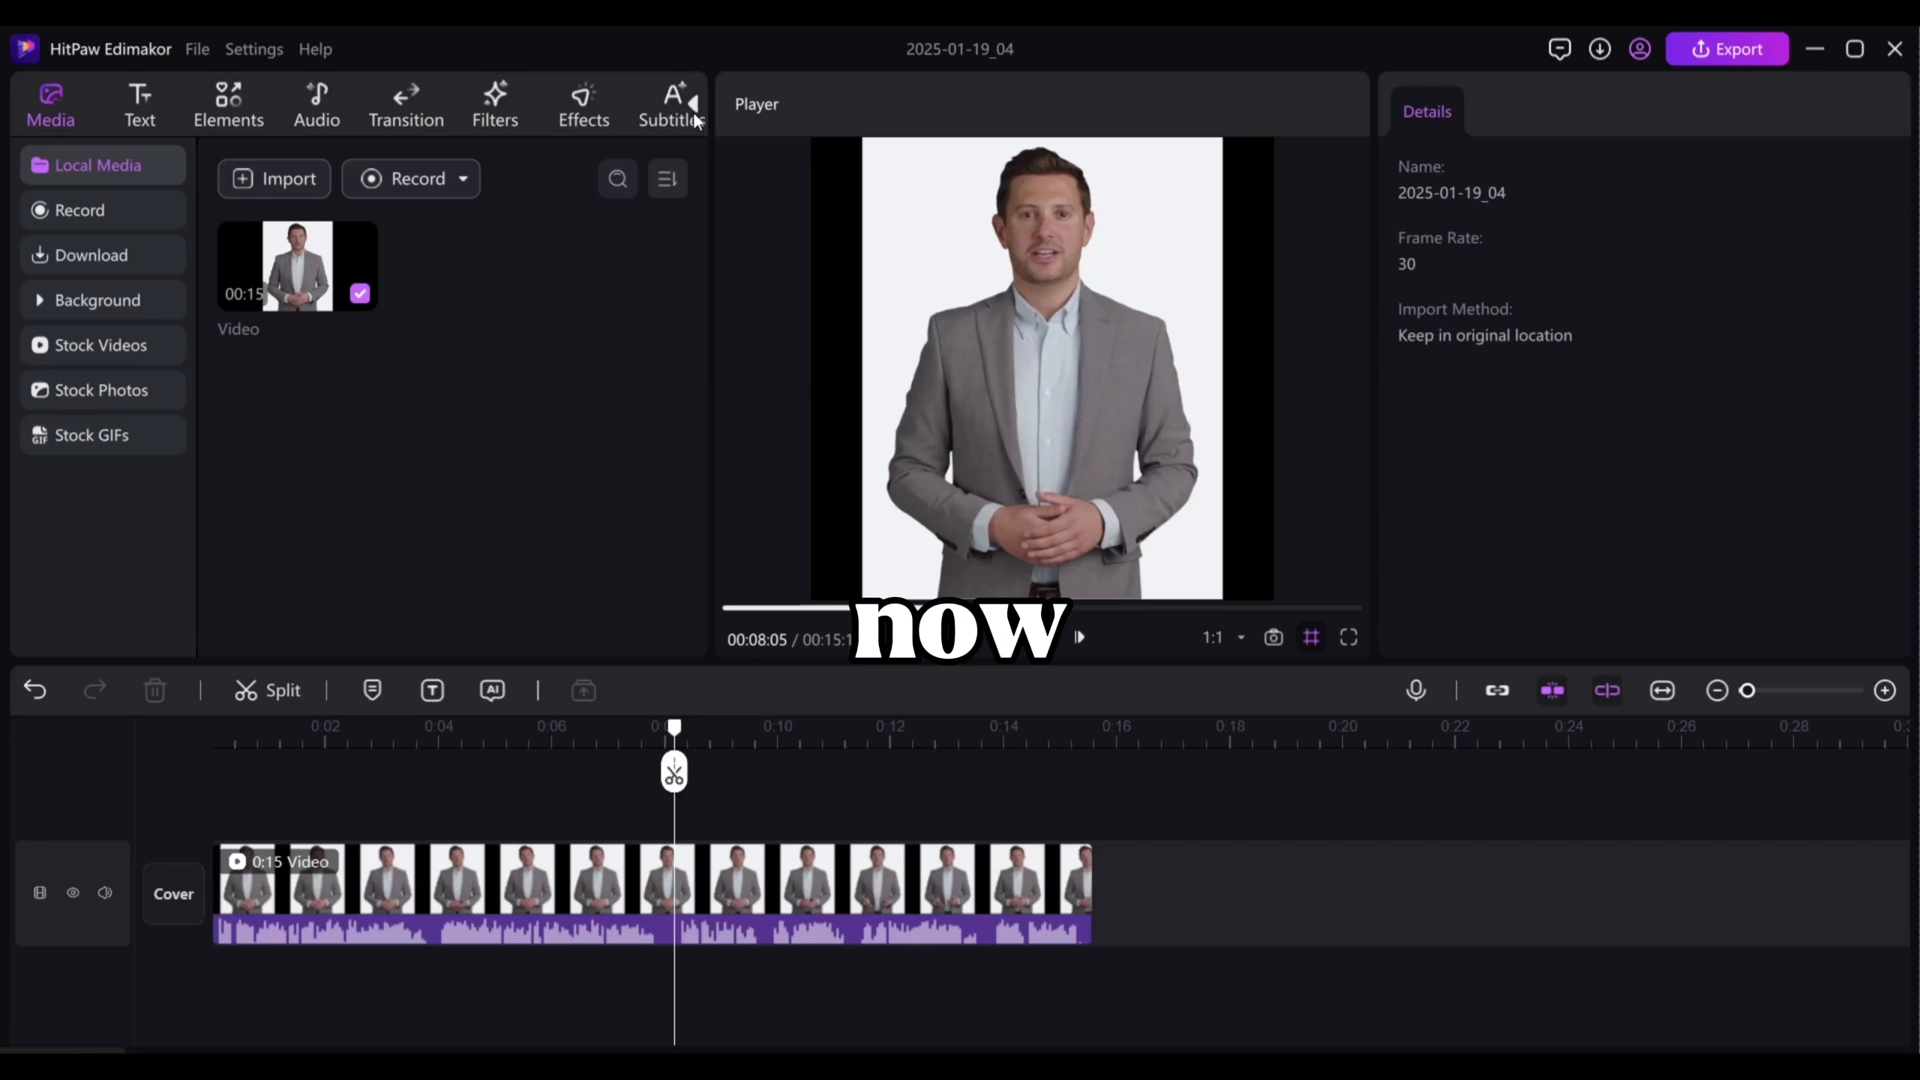 HitPaw Edimakor File Settings Help 2025-01-19_04 Export
Media Text Elements Audio Transition Filters Effects Subtitles
Player
Details
Local Media
Record
Download
Background
Stock Videos
Stock Photos
GIF Stock GIFs
Import Record
00:15
Video
Name:
2025-01-19_04
Frame Rate:
30
Import Method:
Keep in original location
00:08:05 / 00:15:1
1:1
now
Split T AI
0:02 0:04 0:06 0:10 0:12 0:14 0:16 0:18 0:20 0:22 0:24 0:26 0:28
0:15 Video
Cover